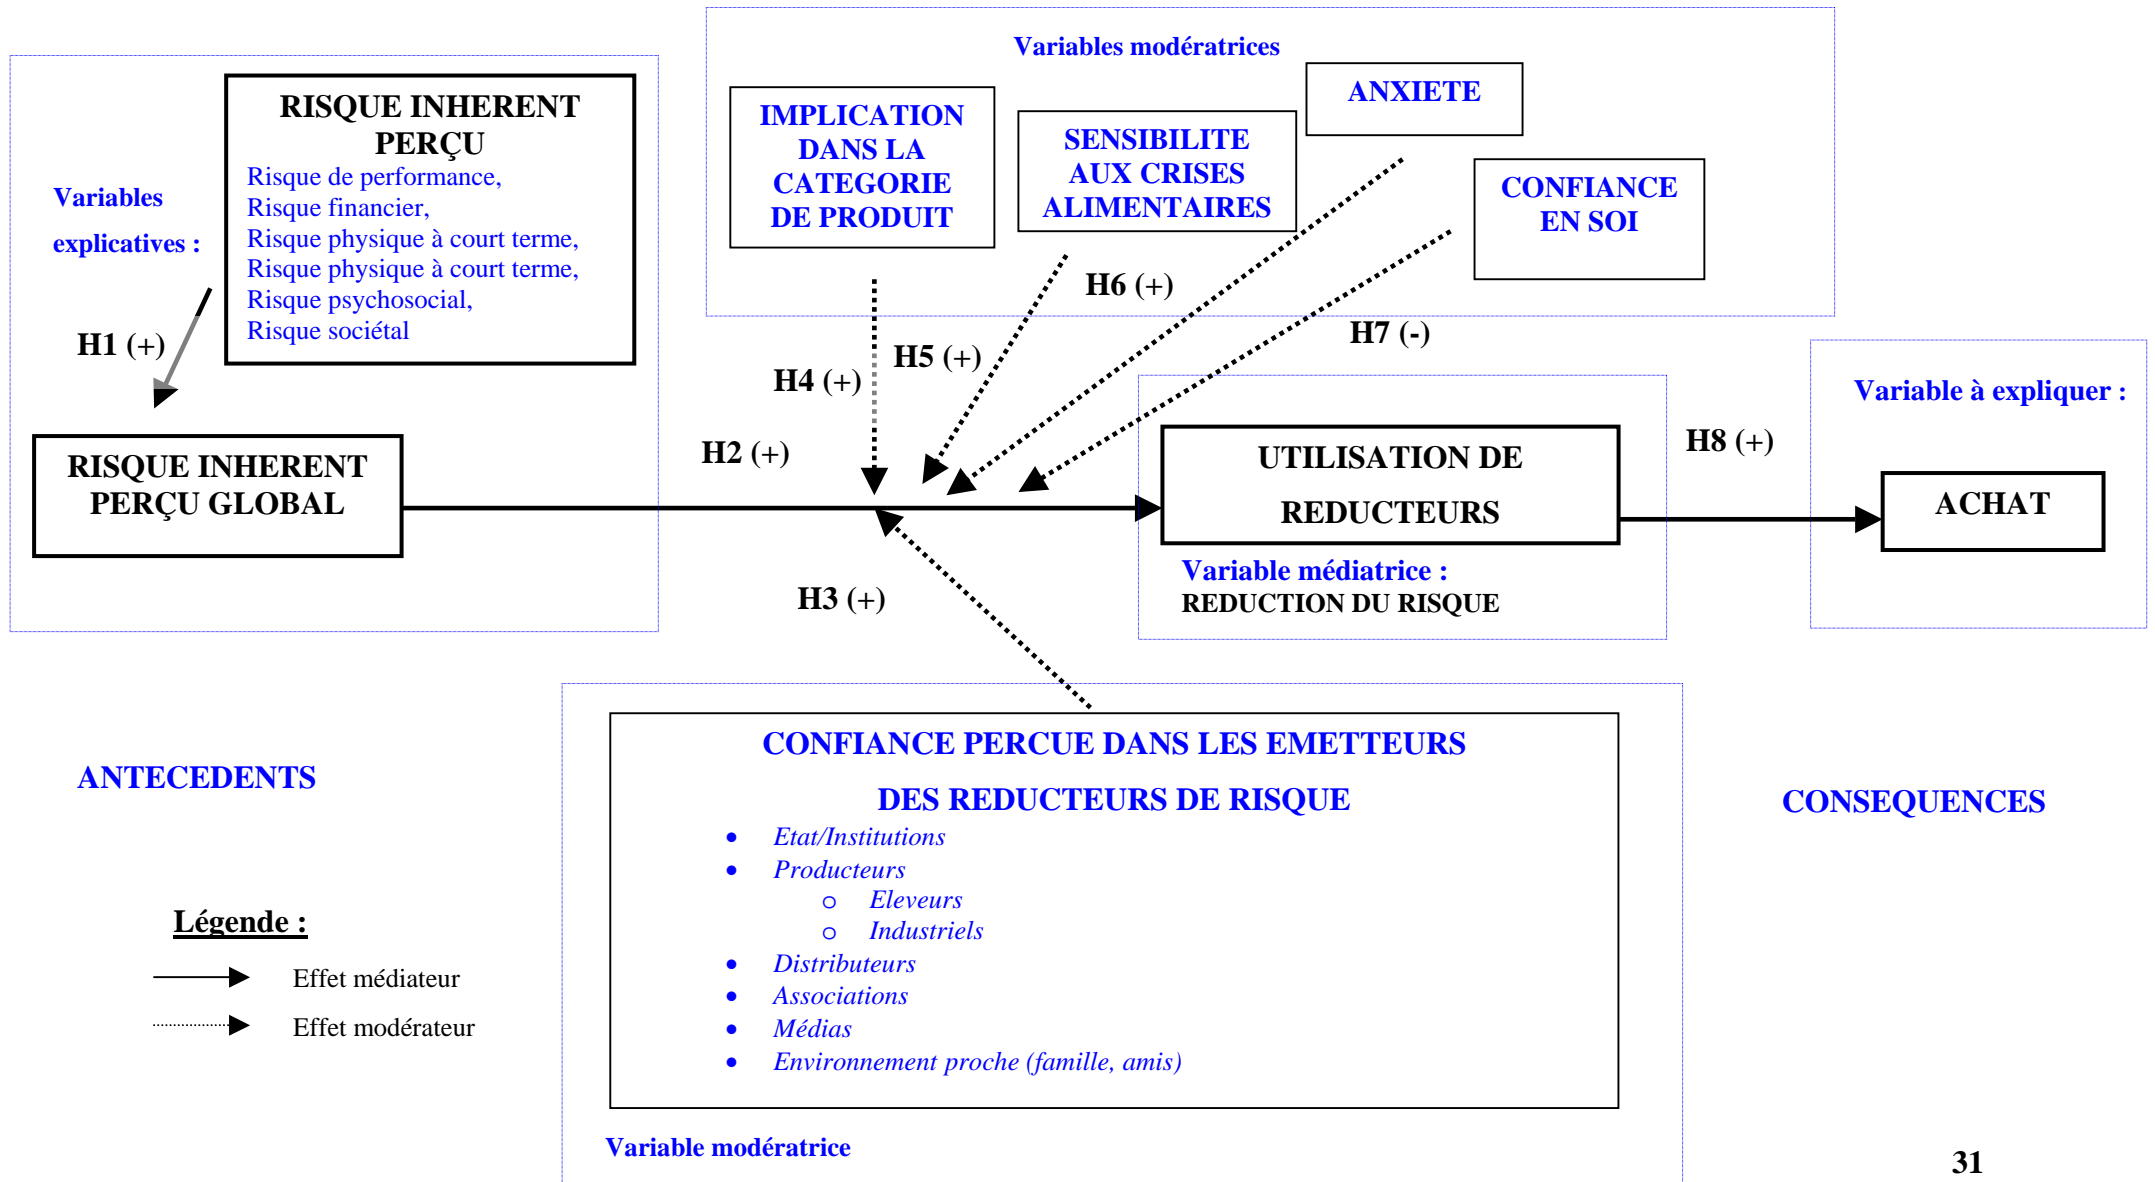 Variables modératrices
RISQUE INHERENT
PERÇU
Risque de performance,
Risque financier,
Risque physique à court terme,
Risque physique à court terme,
Risque psychosocial,
Risque sociétal
Variables
explicatives :
IMPLICATION
DANS LA
CATEGORIE
DE PRODUIT
SENSIBILITE
AUX CRISES
ALIMENTAIRES
ANXIETE
CONFIANCE
EN SOI
H1 (+)
H4 (+)
H5 (+)
H6 (+)
H7 (-)
Variable à expliquer :
RISQUE INHERENT
PERÇU GLOBAL
H2 (+)
UTILISATION DE
REDUCTEURS
H8 (+)
ACHAT
Variable médiatrice :
REDUCTION DU RISQUE
H3 (+)
ANTECEDENTS
CONFIANCE PERCUE DANS LES EMETTEURS
DES REDUCTEURS DE RISQUE
• Etat/Institutions
• Producteurs
o Eleveurs
o Industriels
• Distributeurs
• Associations
• Médias
• Environnement proche (famille, amis)
CONSEQUENCES
Légende :
Effet médiateur
Effet modérateur
Variable modératrice
31